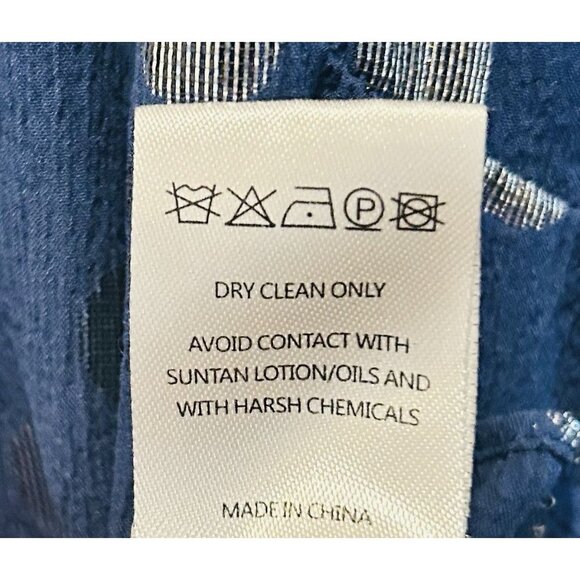 P
DRY CLEAN ONLY
AVOID CONTACT WITH
SUNTAN LOTION/OILS AND
WITH HARSH CHEMICALS
MADE IN CHINA